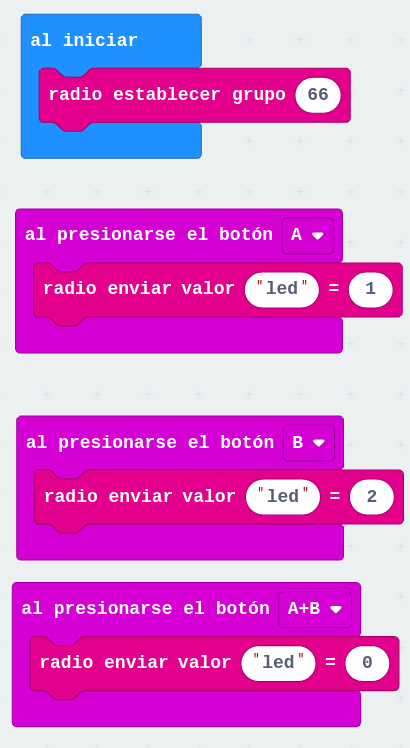 al iniciar
radio establecer grupo 66
al presionarse el botón A
radio enviar valor "led" = 1
al presionarse el botón B
radio enviar valor "led" = 2
al presionarse el botón A+B
radio enviar valor "led" = 0